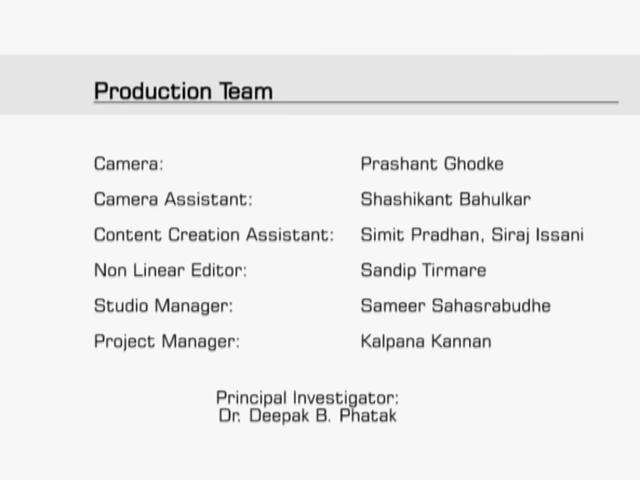 Production Team
Camera: Prashant Ghodke
Camera Assistant: Shashikant Bahulkar
Content Creation Assistant: Simit Pradhan, Siraj Issani
Non Linear Editor: Sandip Tirmare
Studio Manager: Sameer Sahasrabudhe
Project Manager: Kalpana Kannan
Principal Investigator:
Dr. Deepak B. Phatak